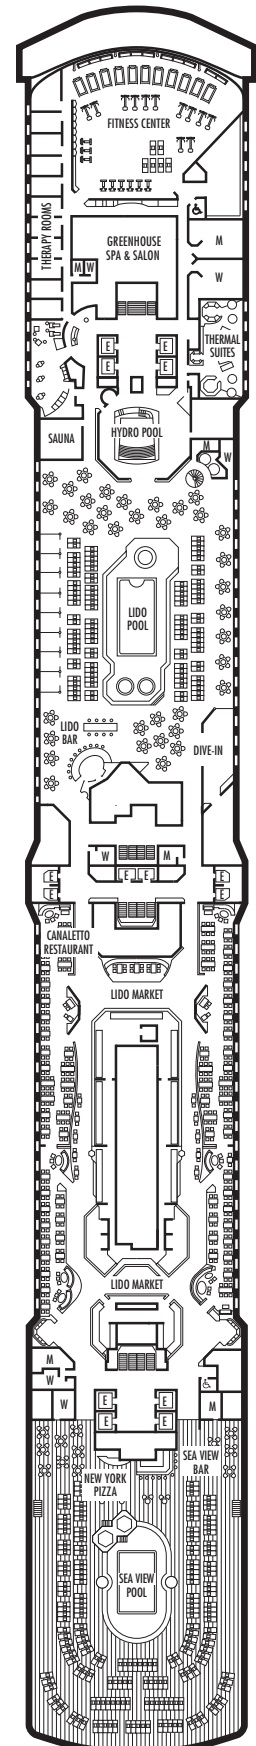 FITNESS CENTER
THERAPY ROOMS
GREENHOUSE
SPA & SALON
M
W
M
W
E
E
E
E
THERMAL
SUITES
HYDRO POOL
SAUNA
M
W
LIDO
POOL
LIDO
BAR
DIVE-IN
W
M
E
E
E
E
E
E
CANALETTO
RESTAURANT
LIDO MARKET
LIDO MARKET
M
W
W
M
E
E
E
E
SEA VIEW
BAR
NEW YORK
PIZZA
SEA VIEW
POOL